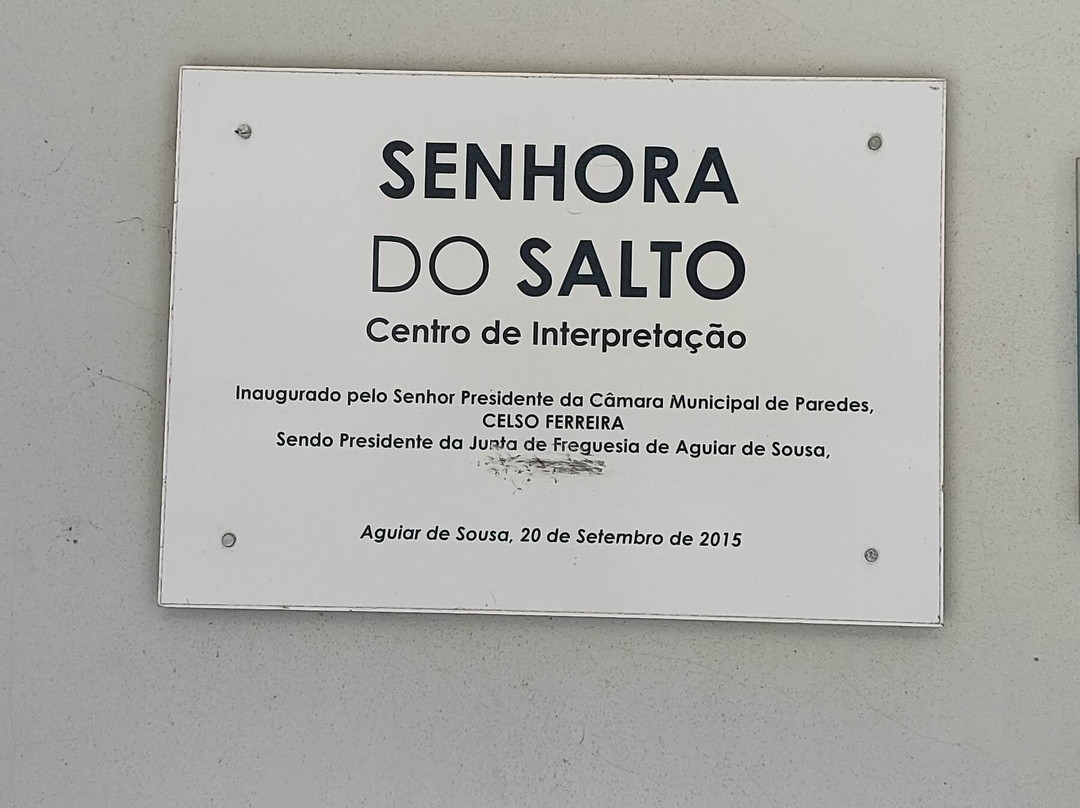 SENHORA
DO SALTO
Centro de Interpretação
Inaugurado pelo Senhor Presidente da Câmara Municipal de Paredes,
CELSO FERREIRA
Sendo Presidente da Junta de Freguesia de Aguiar de Sousa,
Aguiar de Sousa, 20 de Setembro de 2015